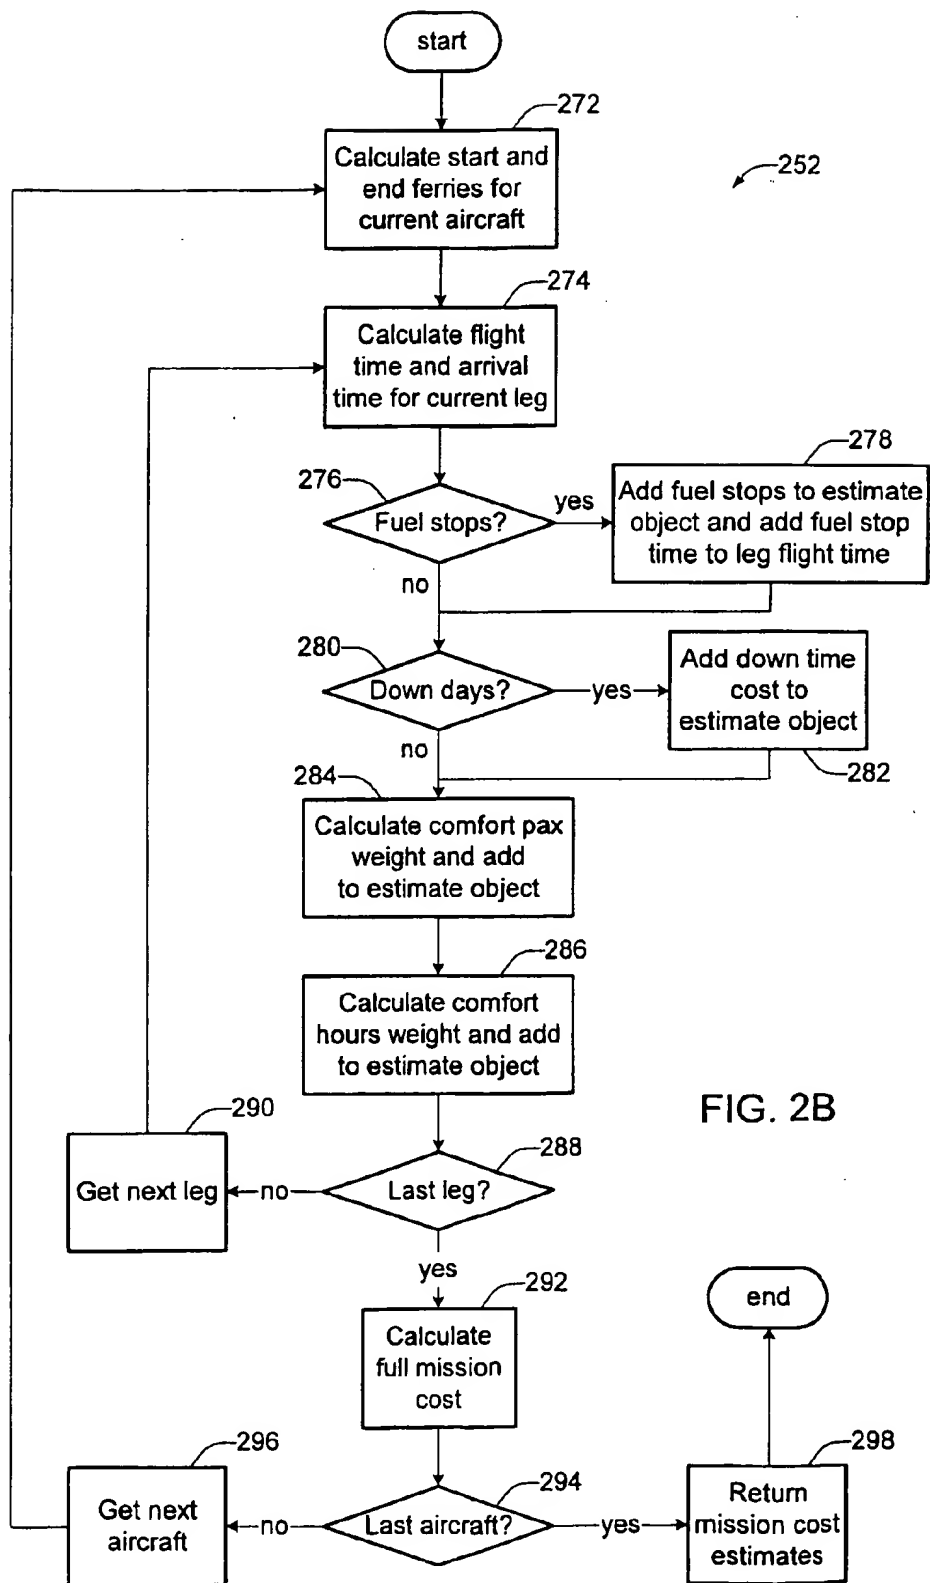 start
272
Calculate start and
end ferries for
current aircraft
252
274
Calculate flight
time and arrival
time for current leg
276
Fuel stops?
yes
278
Add fuel stops to estimate
object and add fuel stop
time to leg flight time
no
280
Down days?
yes
Add down time
cost to
estimate object
282
no
284
Calculate comfort pax
weight and add
to estimate object
286
Calculate comfort
hours weight and add
to estimate object
FIG. 2B
290
Get next leg
no
288
Last leg?
yes
292
Calculate
full mission
cost
end
296
Get next
aircraft
no
294
Last aircraft?
yes
298
Return
mission cost
estimates